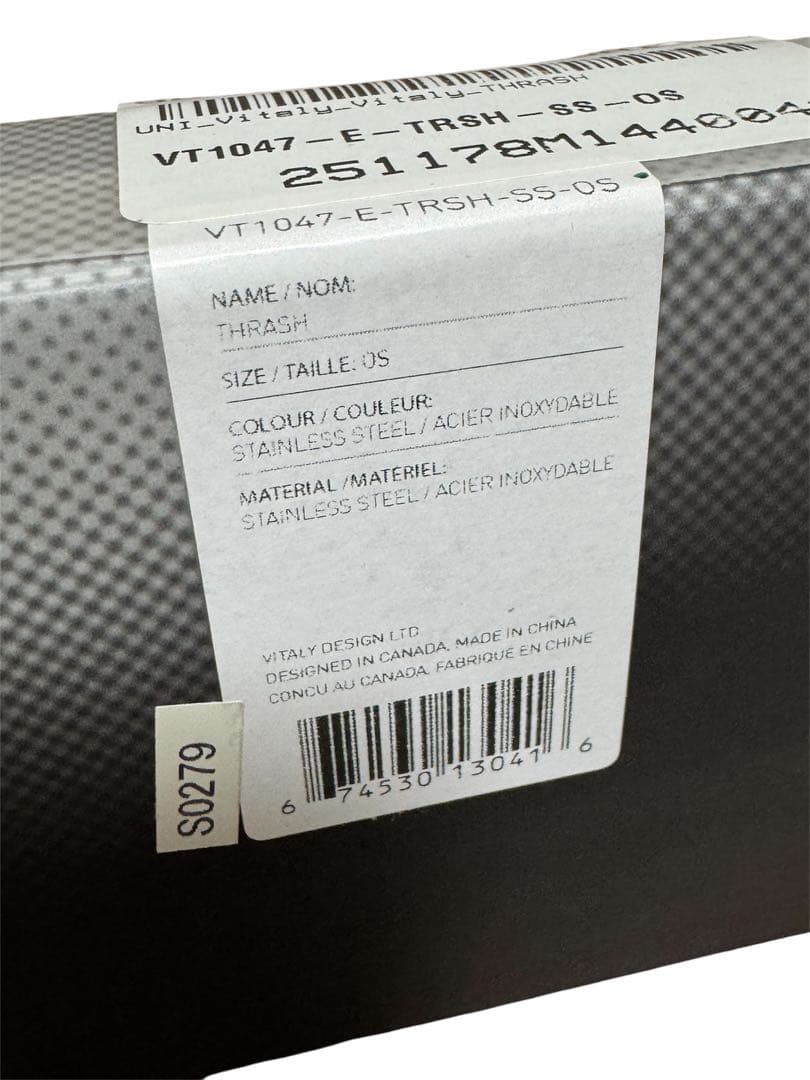 UNI-Vitaly-Vitaly-THRASH
VT1047-E-TRSH-SS-OS
251178M144004
VT1047-E-TRSH-SS-OS
NAME / NOM:
THRASH
SIZE / TAILLE: OS
COLOUR / COULEUR:
STAINLESS STEEL / ACIER INOXYDABLE
MATERIAL /MATERIEL:
STAINLESS STEEL / ACIER INOXYDABLE
VITALY DESIGN LTD
DESIGNED IN CANADA, MADE IN CHINA
CONCU AU CANADA, FABRIQUE EN CHINE
6 74530 13041 6
S0279